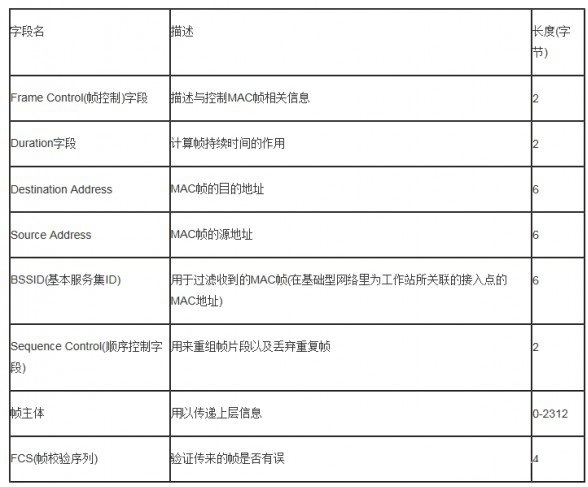 字段名 描述 长度(字
节)
Frame Control(帧控制)字段 描述与控制MAC帧相关信息 2
Duration字段 计算帧持续时间的作用 2
Destination Address MAC帧的目的地址 6
Source Address MAC帧的源地址 6
BSSID(基本服务集ID) 用于过滤收到的MAC帧(在基础型网络里为工作站所关联的接入点的 6
MAC地址)
Sequence Control(顺序控制字 用来重组帧片段以及丢弃重复帧 2
段)
帧主体 用以传递上层信息 0-2312
FCS(帧校验序列) 验证传来的帧是否有误 4